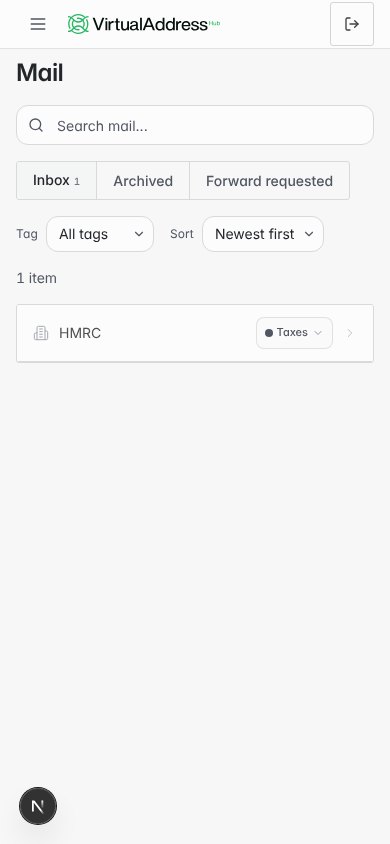 VirtualAddress Hub
Mail
Search mail...
Inbox 1
Archived
Forward requested
Tag
All tags
Sort
Newest first
1 item
HMRC
Taxes
N